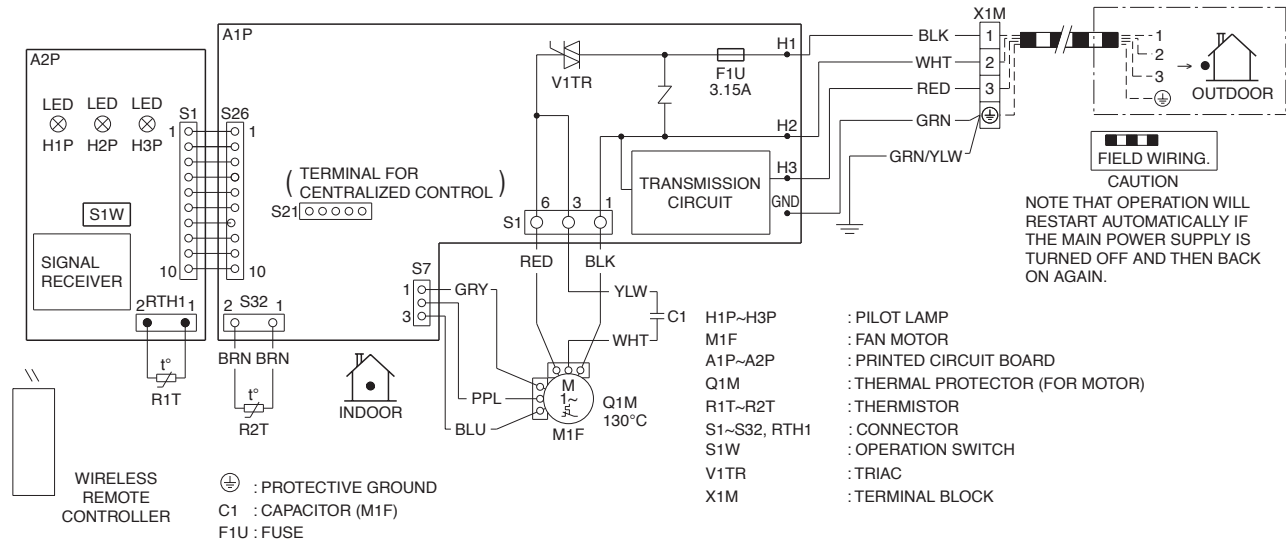 A2P
LED LED LED
H1P H2P H3P
S1 S26
1 1
S1W
SIGNAL
RECEIVER
10 10
2 RTH1 1
t°
R1T
A1P
( TERMINAL FOR
CENTRALIZED CONTROL )
S21
2 S32 1
BRN BRN
t°
R2T
INDOOR
V1TR
F1U
3.15A
H1
H2
H3
GND
TRANSMISSION
CIRCUIT
S1 6 3 1
RED BLK
YLW
C1
WHT
S7
1
3
GRY
PPL
BLU
M
1~
M1F
Q1M
130°C
X1M
BLK 1
WHT 2
RED 3
GRN
GRN/YLW
1
2
3
OUTDOOR
FIELD WIRING.
CAUTION
NOTE THAT OPERATION WILL
RESTART AUTOMATICALLY IF
THE MAIN POWER SUPPLY IS
TURNED OFF AND THEN BACK
ON AGAIN.
WIRELESS
REMOTE
CONTROLLER
: PROTECTIVE GROUND
C1 : CAPACITOR (M1F)
F1U : FUSE
H1P~H3P : PILOT LAMP
M1F : FAN MOTOR
A1P~A2P : PRINTED CIRCUIT BOARD
Q1M : THERMAL PROTECTOR (FOR MOTOR)
R1T~R2T : THERMISTOR
S1~S32, RTH1 : CONNECTOR
S1W : OPERATION SWITCH
V1TR : TRIAC
X1M : TERMINAL BLOCK